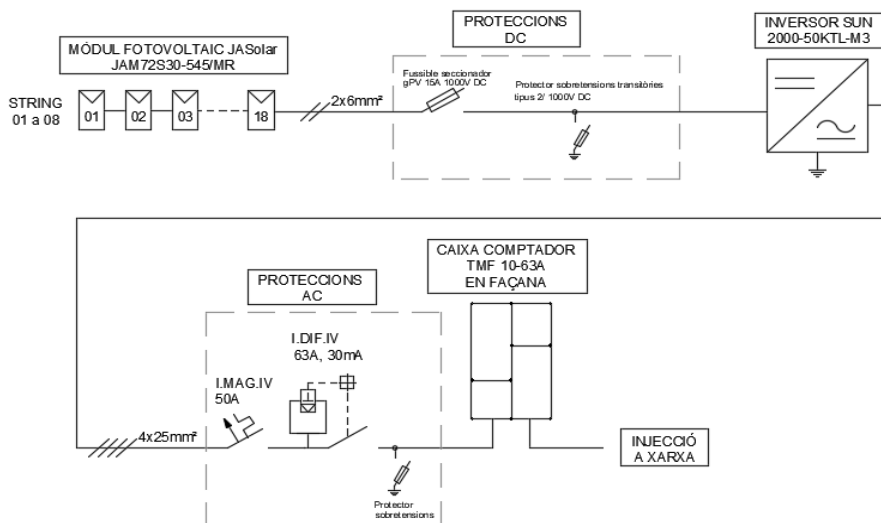 MÓDUL FOTOVOLTAIC JASolar
JAM72S30-545/MR
STRING
01 a 08
01
02
03
18
2x6mm²
PROTECCIONS
DC
Fussible seccionador
gPV 15A 1000V DC
Protector sobretensions transitòries
tipus 2/ 1000V DC
INVERSOR SUN
2000-50KTL-M3
4x25mm²
PROTECCIONS
AC
I.MAG.IV
50A
I.DIF.IV
63A, 30mA
Protector
sobretensions
CAIXA COMPTADOR
TMF 10-63A
EN FAÇANA
INJECCIÓ
A XARXA